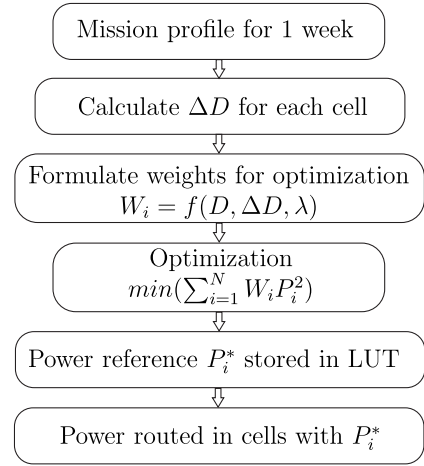 Mission profile for 1 week
Calculate ΔD for each cell
Formulate weights for optimization
W_i = f(D, ΔD, λ)
Optimization
min(∑_{i=1}^{N} W_i P_i^2)
Power reference P_i^* stored in LUT
Power routed in cells with P_i^*